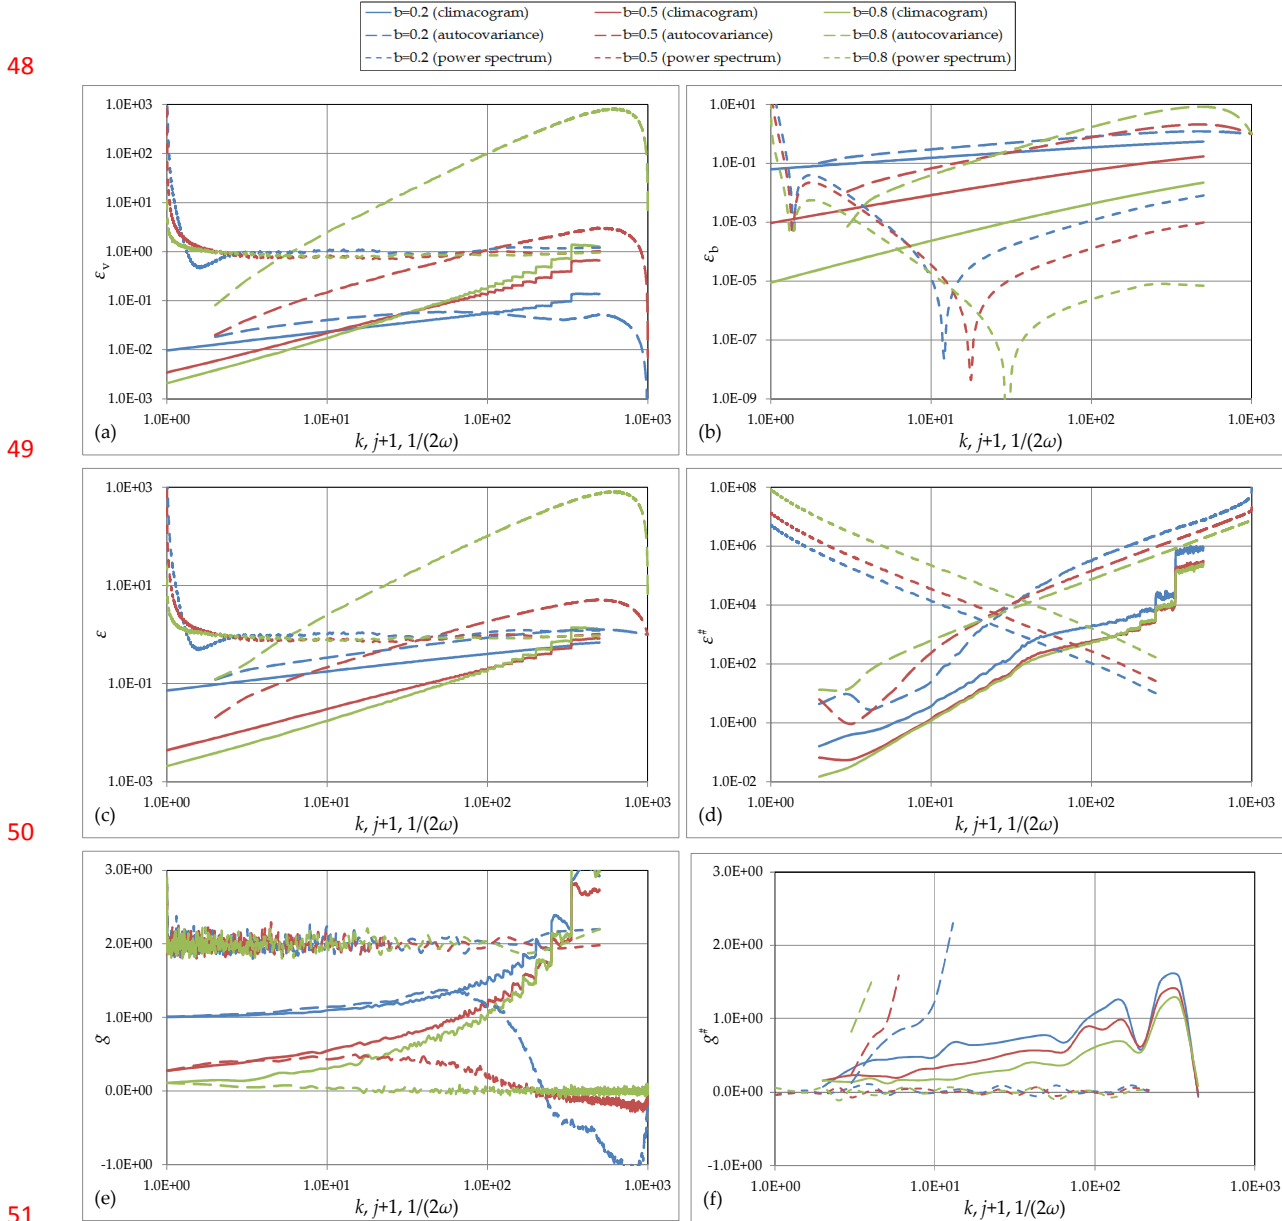 b=0.2 (climacogram) b=0.5 (climacogram) b=0.8 (climacogram)
b=0.2 (autocovariance) b=0.5 (autocovariance) b=0.8 (autocovariance)
b=0.2 (power spectrum) b=0.5 (power spectrum) b=0.8 (power spectrum)
48
1.0E+03
1.0E+02
1.0E+01
1.0E+00
1.0E-01
1.0E-02
1.0E-03
εv
1.0E+00 1.0E+01 1.0E+02 1.0E+03
(a)
k, j+1, 1/(2ω)
1.0E+01
1.0E-01
1.0E-03
1.0E-05
1.0E-07
1.0E-09
εb
1.0E+00 1.0E+01 1.0E+02 1.0E+03
(b)
k, j+1, 1/(2ω)
49
1.0E+03
1.0E+01
1.0E-01
1.0E-03
ε
1.0E+00 1.0E+01 1.0E+02 1.0E+03
(c)
k, j+1, 1/(2ω)
1.0E+08
1.0E+06
1.0E+04
1.0E+02
1.0E+00
1.0E-02
ε#
1.0E+00 1.0E+01 1.0E+02 1.0E+03
(d)
k, j+1, 1/(2ω)
50
3.0E+00
2.0E+00
1.0E+00
0.0E+00
-1.0E+00
g
1.0E+00 1.0E+01 1.0E+02 1.0E+03
(e)
k, j+1, 1/(2ω)
3.0E+00
2.0E+00
1.0E+00
0.0E+00
-1.0E+00
g#
1.0E+00 1.0E+01 1.0E+02 1.0E+03
(f)
k, j+1, 1/(2ω)
51